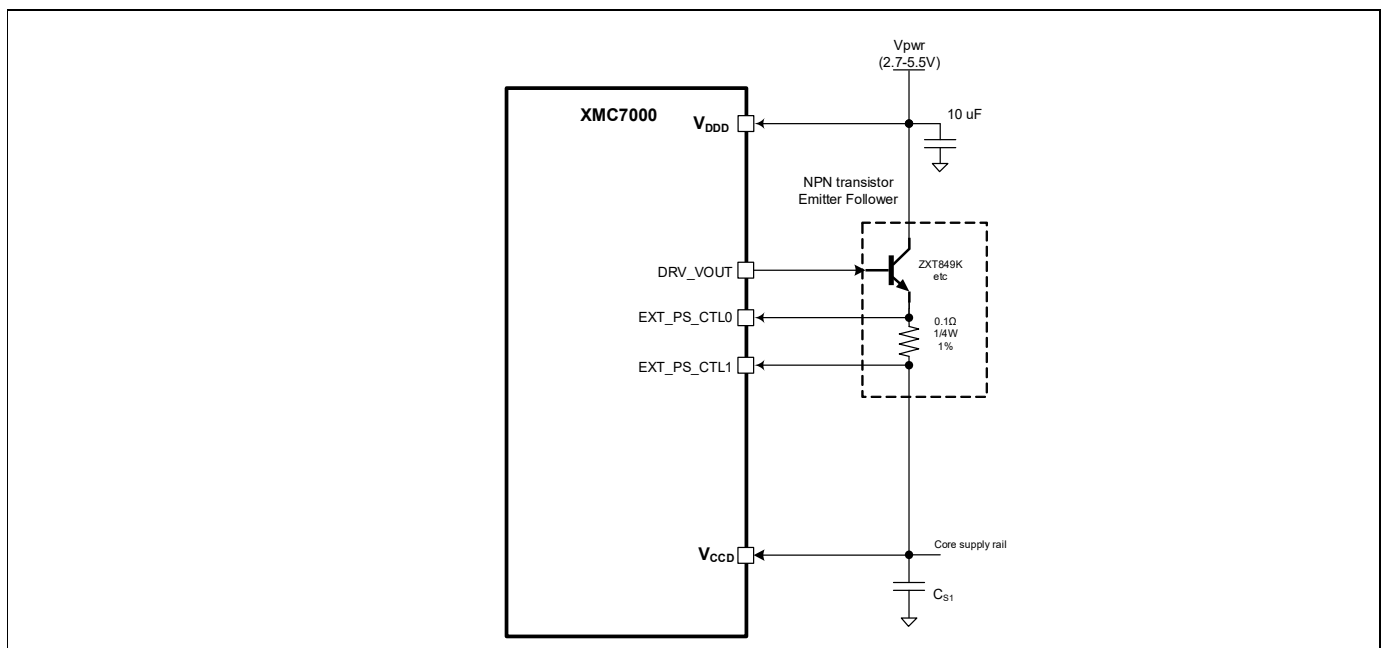 Vpwr
(2.7-5.5V)
XMC7000
VDDD
10 uF
NPN transistor
Emitter Follower
DRV_VOUT
ZXT849K
etc
EXT_PS_CTL0
0.1Ω
1/4W
1%
EXT_PS_CTL1
VCCD
Core supply rail
CS1